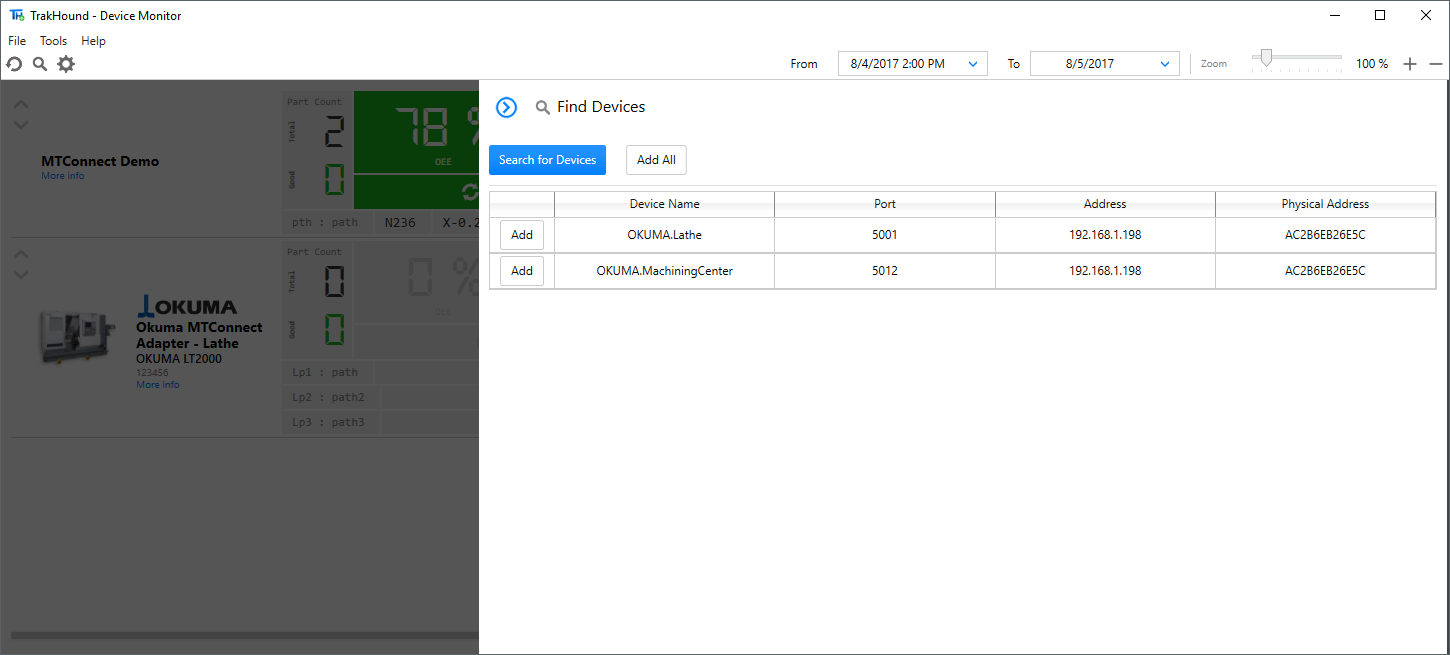 TrakHound - Device Monitor
File Tools Help
From 8/4/2017 2:00 PM To 8/5/2017 Zoom 100 %
Find Devices
Search for Devices Add All
Device Name Port Address Physical Address
Add OKUMA.Lathe 5001 192.168.1.198 AC2B6EB26E5C
Add OKUMA.MachiningCenter 5012 192.168.1.198 AC2B6EB26E5C
MTConnect Demo
More info
Part Count
Total 2
Good 0
78 %
OEE
pth : path N236 X-0.2
OKUMA
Okuma MTConnect
Adapter - Lathe
OKUMA LT2000
123456
More info
Part Count
Total 0
Good 0
0 %
OEE
Lp1 : path
Lp2 : path2
Lp3 : path3